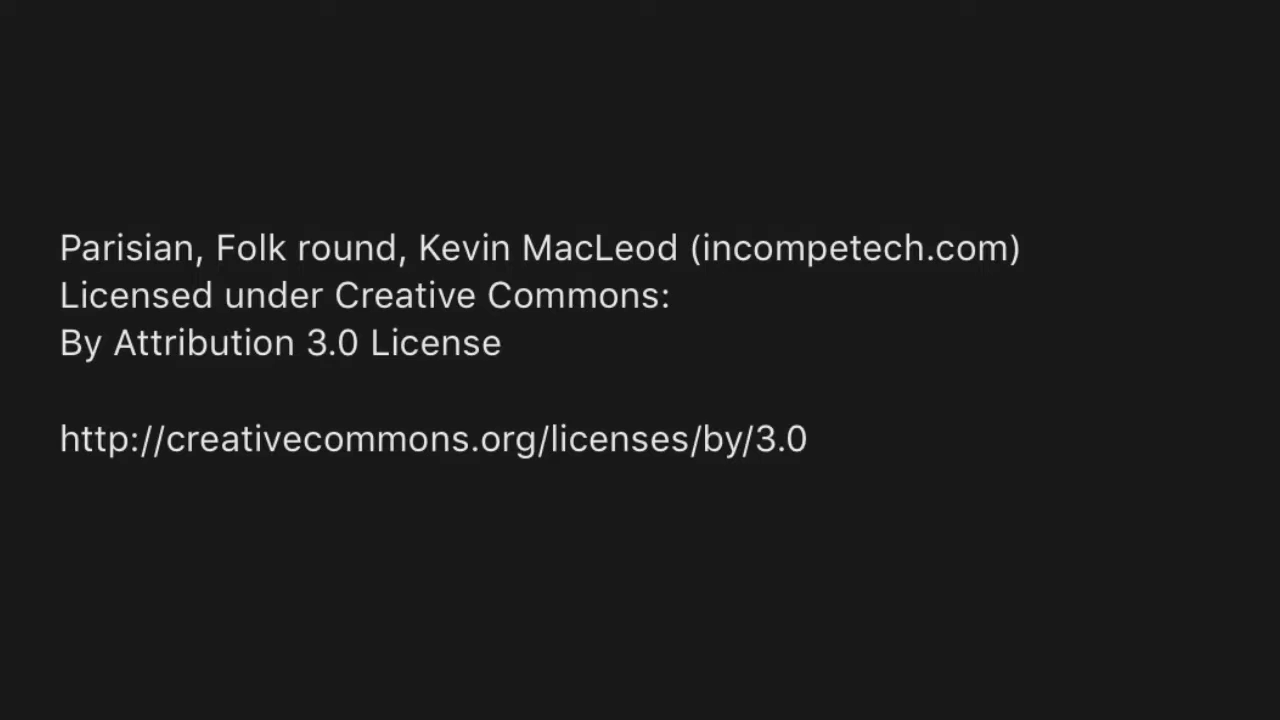 Parisian, Folk round, Kevin MacLeod (incompetech.com)
Licensed under Creative Commons:
By Attribution 3.0 License
http://creativecommons.org/licenses/by/3.0